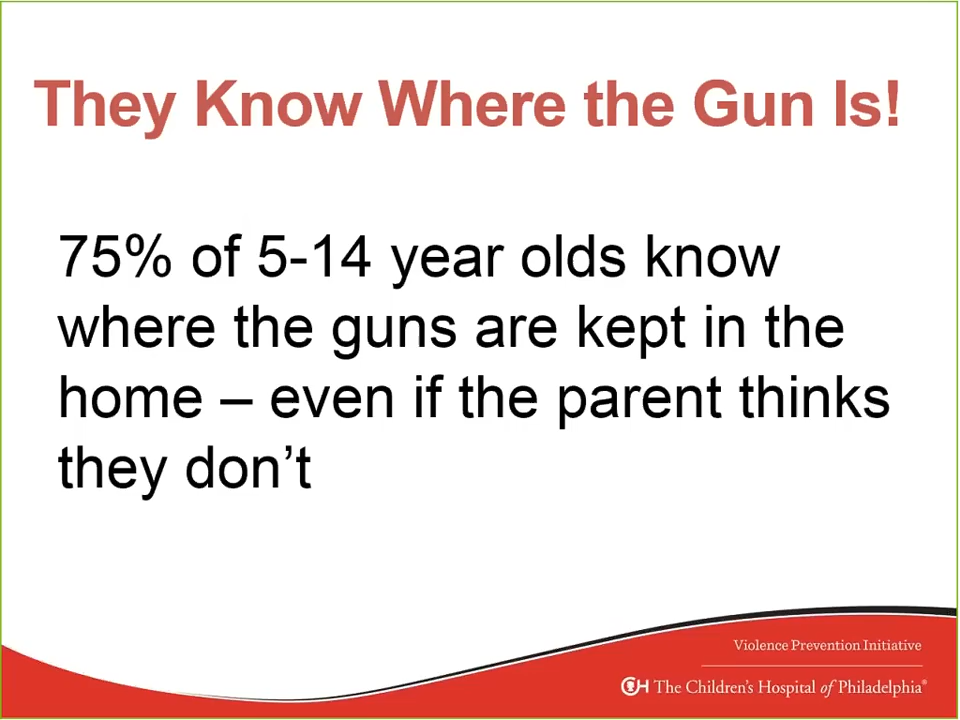 They Know Where the Gun Is!
75% of 5-14 year olds know
where the guns are kept in the
home – even if the parent thinks
they don’t
Violence Prevention Initiative
The Children’s Hospital of Philadelphia®